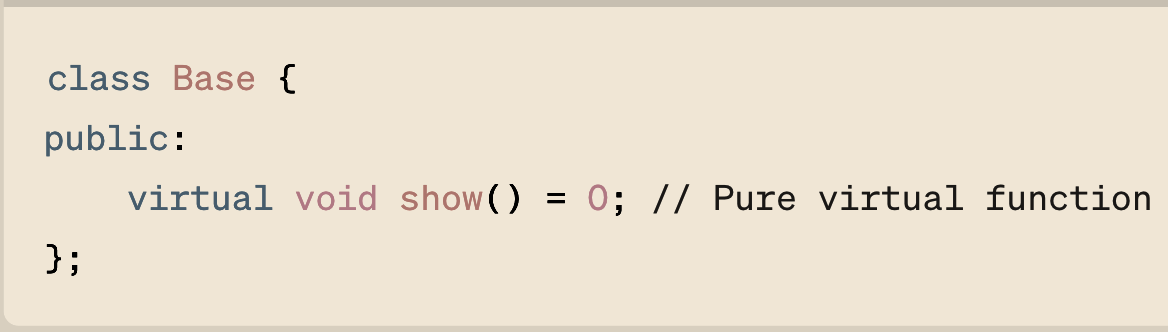 class Base {
public:
    virtual void show() = 0; // Pure virtual function
};